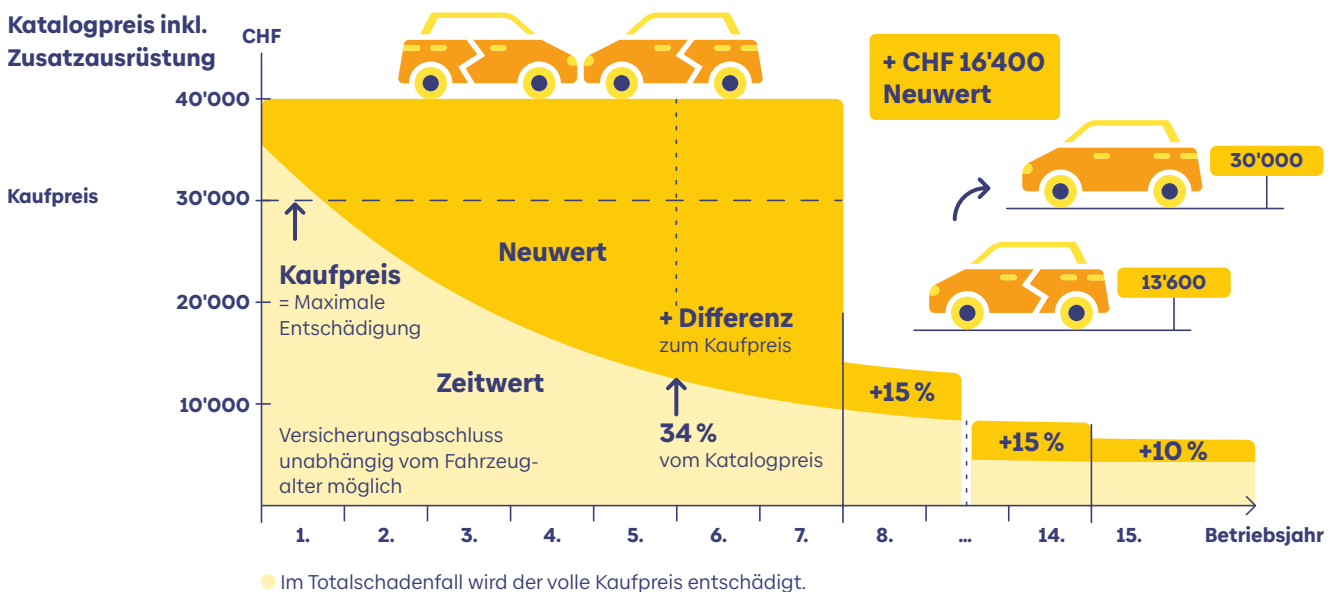 Katalogpreis inkl.
Zusatzausrüstung
CHF
40'000
+ CHF 16'400
Neuwert
30'000
Kaufpreis
30'000
Neuwert
Kaufpreis
= Maximale
Entschädigung
13'600
20'000
+ Differenz
zum Kaufpreis
Zeitwert
+15 %
10'000
34 %
vom Katalogpreis
Versicherungsabschluss
unabhängig vom Fahrzeug-
alter möglich
+15 %
+10 %
1.
2.
3.
4.
5.
6.
7.
8.
...
14.
15.
Betriebsjahr
Im Totalschadenfall wird der volle Kaufpreis entschädigt.